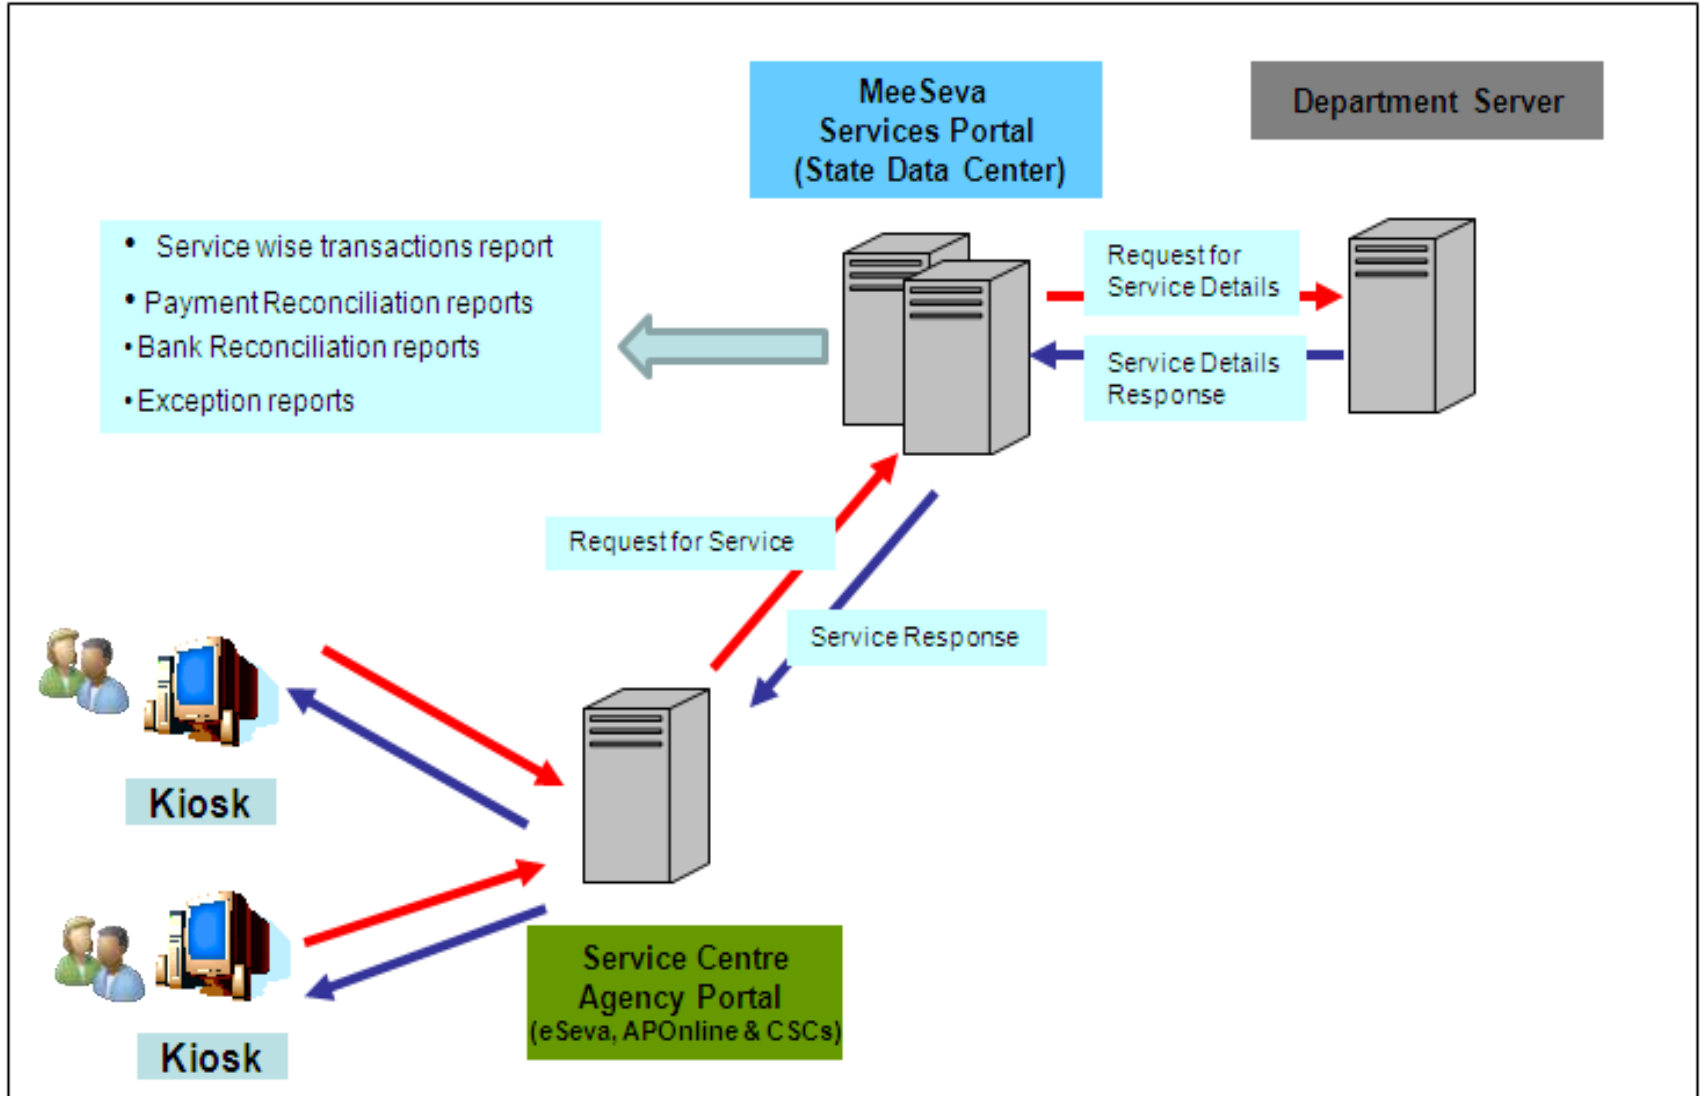 MeeSeva
Services Portal
(State Data Center)
Department Server
• Service wise transactions report
• Payment Reconciliation reports
• Bank Reconciliation reports
• Exception reports
Request for
Service Details
Service Details
Response
Request for Service
Service Response
Kiosk
Service Centre
Agency Portal
(eSeva, APOnline & CSCs)
Kiosk